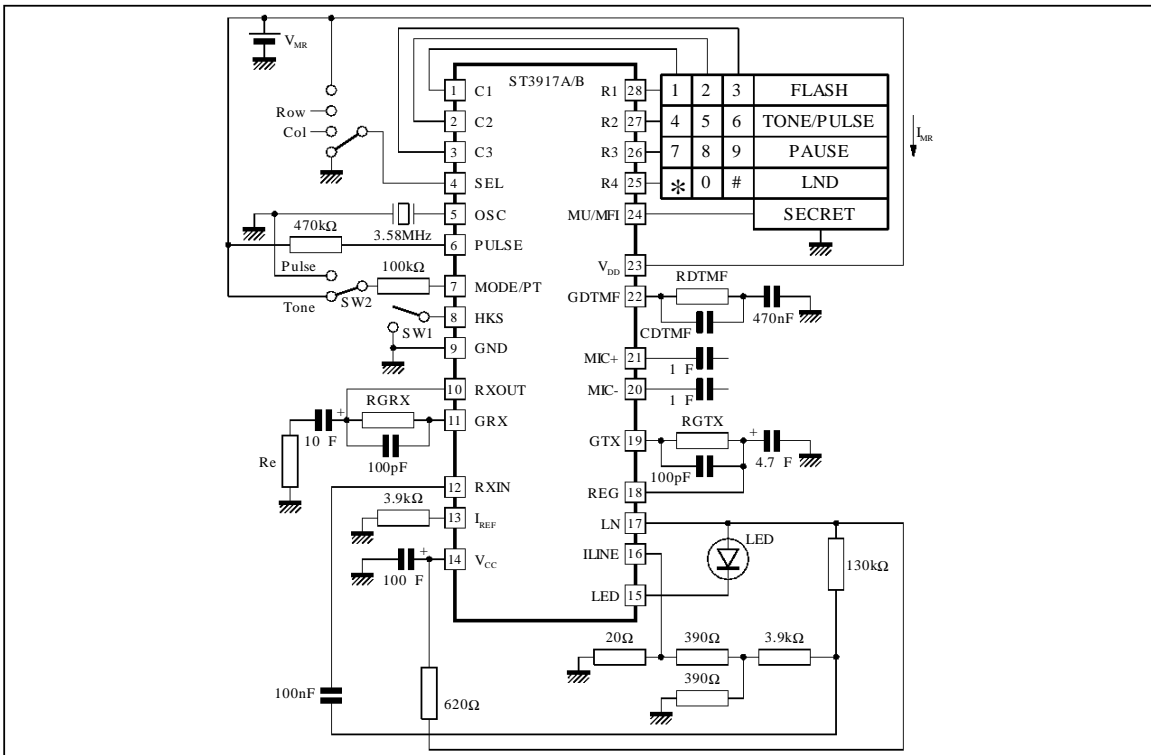 V_MR
ST3917A/B
Row
Col
1 C1
2 C2
3 C3
4 SEL
5 OSC
3.58MHz
470kΩ
6 PULSE
Pulse
100kΩ
7 MODE/PT
Tone
SW2
8 HKS
SW1
9 GND
10 RXOUT
RGRX
11 GRX
10 F
+
100pF
Re
12 RXIN
3.9kΩ
13 I_REF
+
14 V_CC
100 F
100nF
620Ω
R1 28
R2 27
R3 26
R4 25
MU/MFI 24
1 2 3 FLASH
4 5 6 TONE/PULSE
7 8 9 PAUSE
* 0 # LND
SECRET
I_MR
V_DD 23
RDTMF
GDTMF 22
CDTMF
470nF
MIC+ 21
1 F
MIC- 20
1 F
RGTX
GTX 19
+
100pF
4.7 F
REG 18
LN 17
LED
ILINE 16
130kΩ
LED 15
20Ω
390Ω
3.9kΩ
390Ω